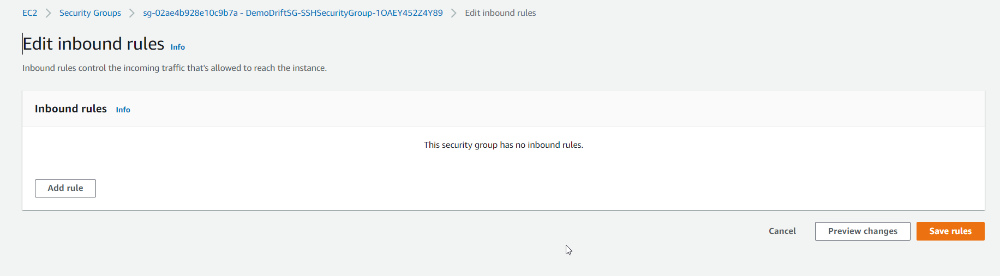 EC2 > Security Groups > sg-02ae4b928e10c9b7a - DemoDriftSG-SSHSecurityGroup-1OAEY452Z4Y89 > Edit inbound rules
Edit inbound rules Info
Inbound rules control the incoming traffic that's allowed to reach the instance.
Inbound rules Info
This security group has no inbound rules.
Add rule
Cancel Preview changes Save rules